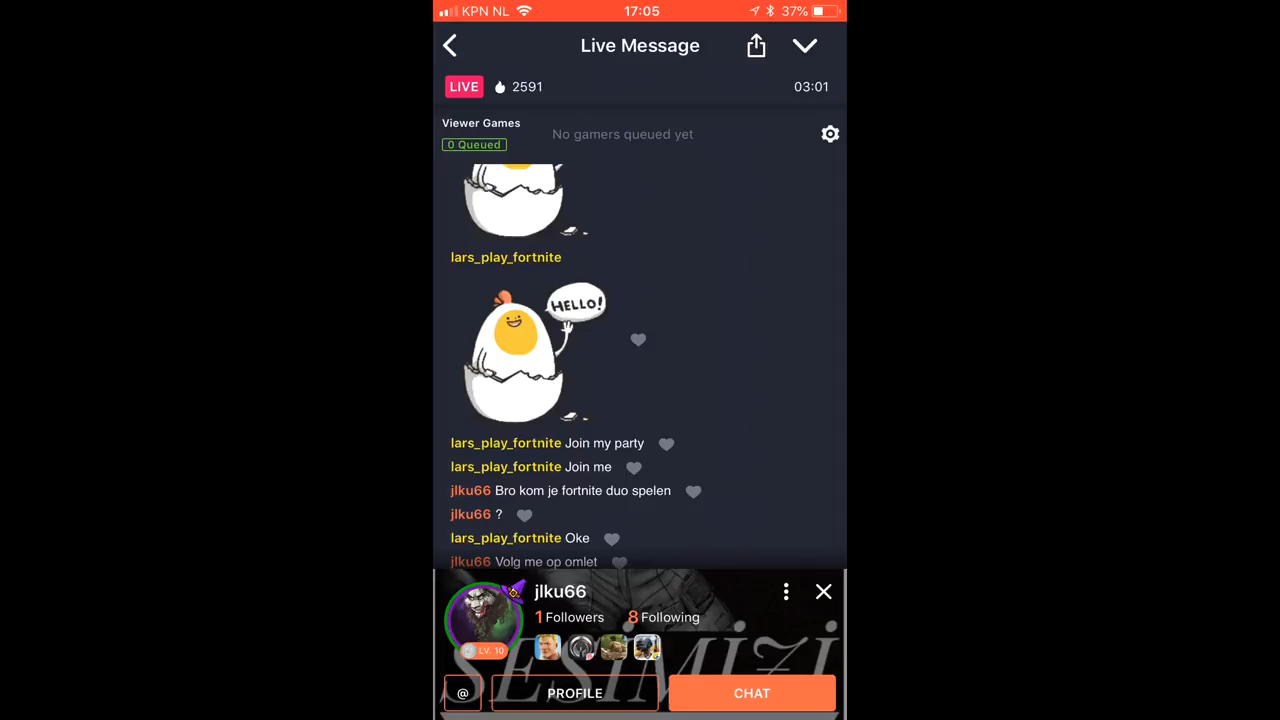 KPN NL 17:05 37%
Live Message
LIVE 2591 03:01
Viewer Games
No gamers queued yet
0 Queued
lars_play_fortnite
HELLO!
lars_play_fortnite Join my party
lars_play_fortnite Join me
jlku66 Bro kom je fortnite duo spelen
jlku66 ?
lars_play_fortnite Oke
jlku66 Volg me op omlet
jlku66
1 Followers 8 Following
LV. 10
SESIMIZI
@ PROFILE CHAT